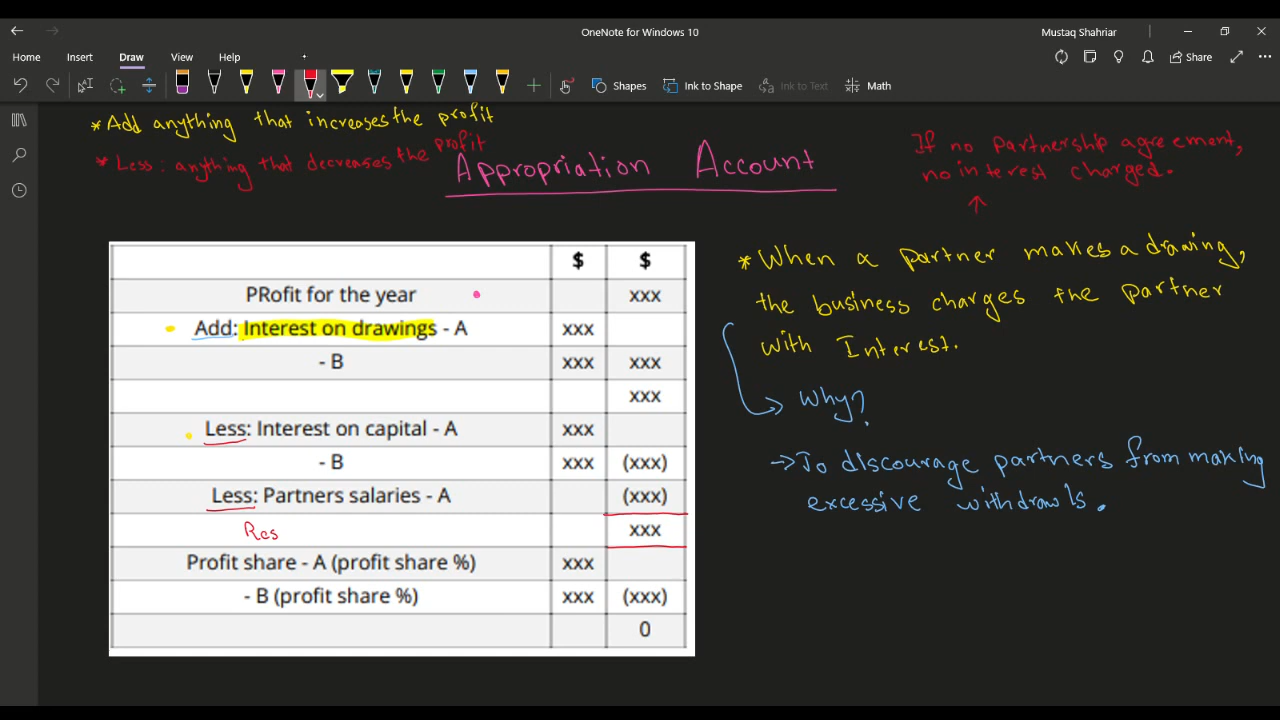 OneNote for Windows 10
Mustaq Shahriar
Home Insert Draw View Help
Shapes Ink to Shape Ink to Text Math Share
* Add anything that increases the profit
* Less : anything that decreases the profit
Appropriation Account
If no partnership agreement,
no interest charged.
$ $
PRofit for the year xxx
Add: Interest on drawings - A xxx
- B xxx xxx
xxx
Less: Interest on capital - A xxx
- B xxx (xxx)
Less: Partners salaries - A (xxx)
Res xxx
Profit share - A (profit share %) xxx
- B (profit share %) xxx (xxx)
0
* When a partner makes a drawing,
the business charges the partner
with Interest.
→ Why?
→ To discourage partners from making
excessive withdrawls.